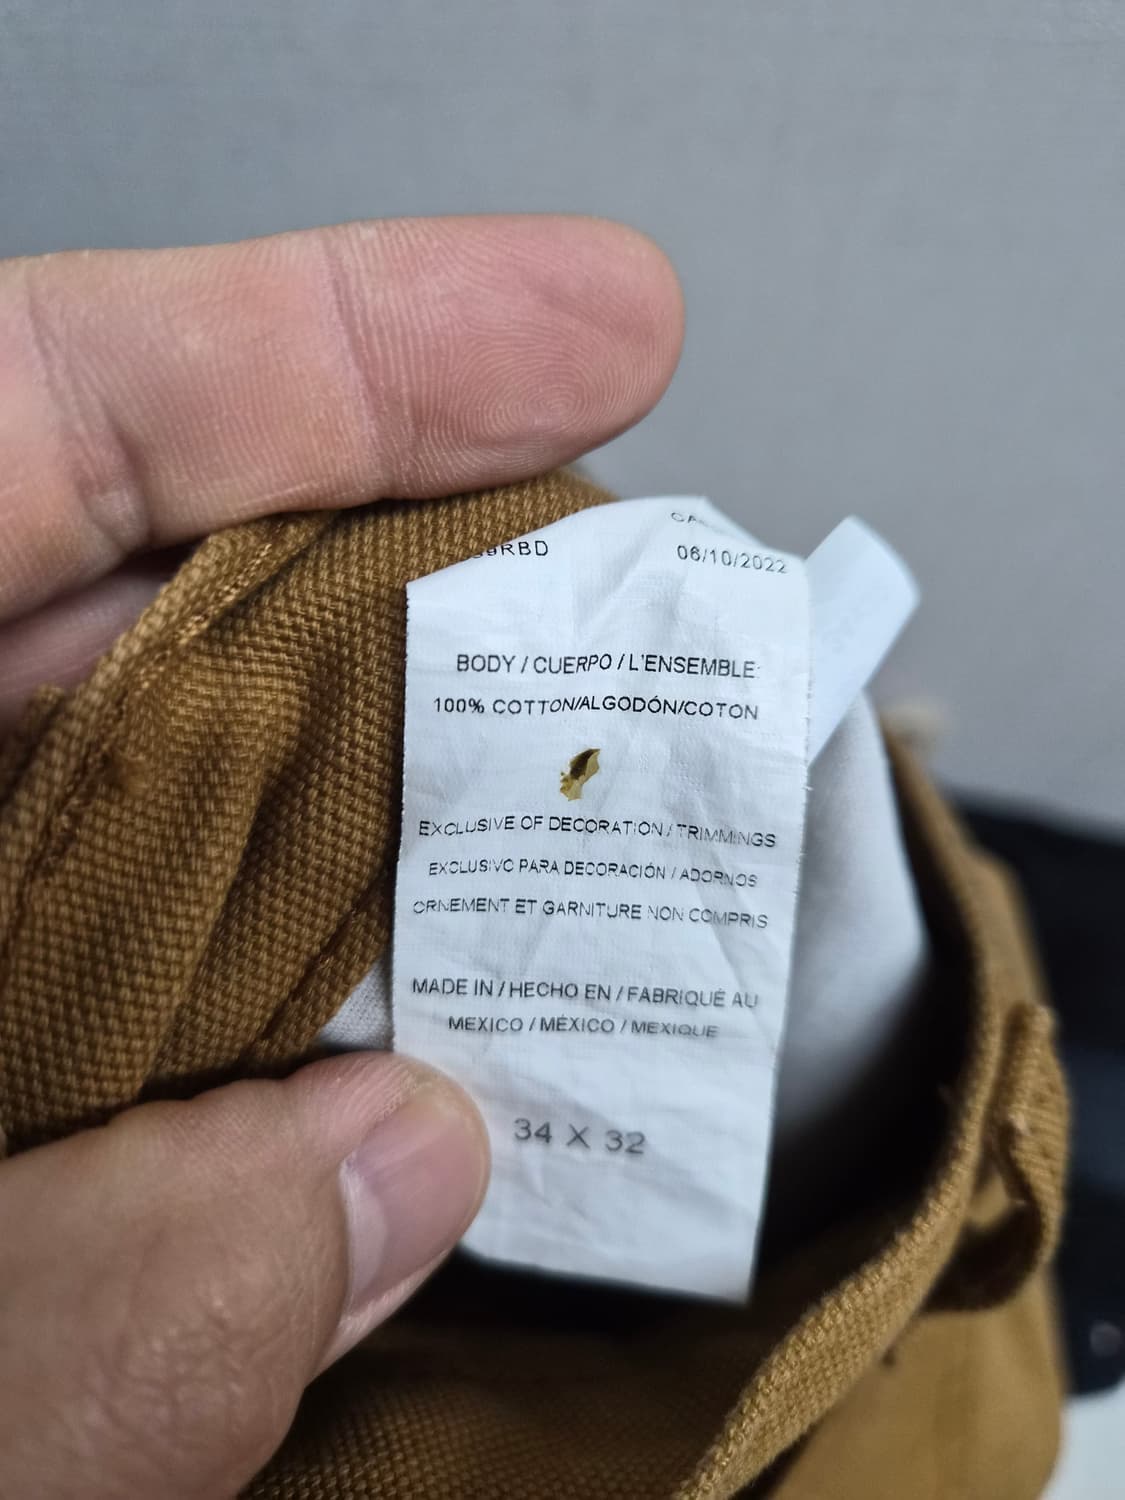 06/10/2022
BODY / CUERPO / L'ENSEMBLE:
100% COTTON/ALGODÓN/COTON
EXCLUSIVE OF DECORATION / TRIMMINGS
EXCLUSIVO PARA DECORACIÓN / ADORNOS
ORNEMENT ET GARNITURE NON COMPRIS
MADE IN / HECHO EN / FABRIQUÉ AU
MEXICO / MÉXICO / MEXIQUE
34 X 32